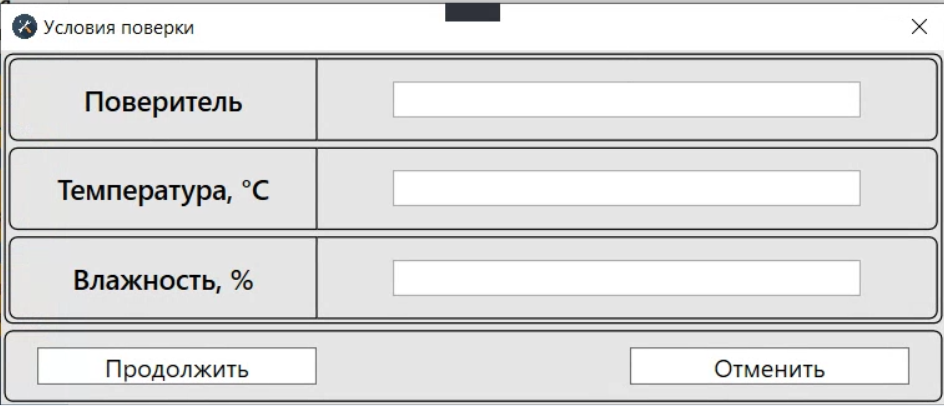 Условия поверки
Поверитель
Температура, °C
Влажность, %
Продолжить
Отменить